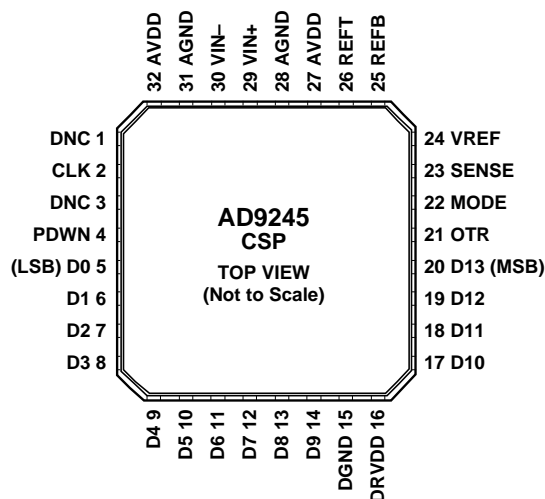 32 AVDD
31 AGND
30 VIN–
29 VIN+
28 AGND
27 AVDD
26 REFT
25 REFB
DNC 1
CLK 2
DNC 3
PDWN 4
(LSB) D0 5
D1 6
D2 7
D3 8
AD9245
CSP
TOP VIEW
(Not to Scale)
24 VREF
23 SENSE
22 MODE
21 OTR
20 D13 (MSB)
19 D12
18 D11
17 D10
D4 9
D5 10
D6 11
D7 12
D8 13
D9 14
DGND 15
DRVDD 16